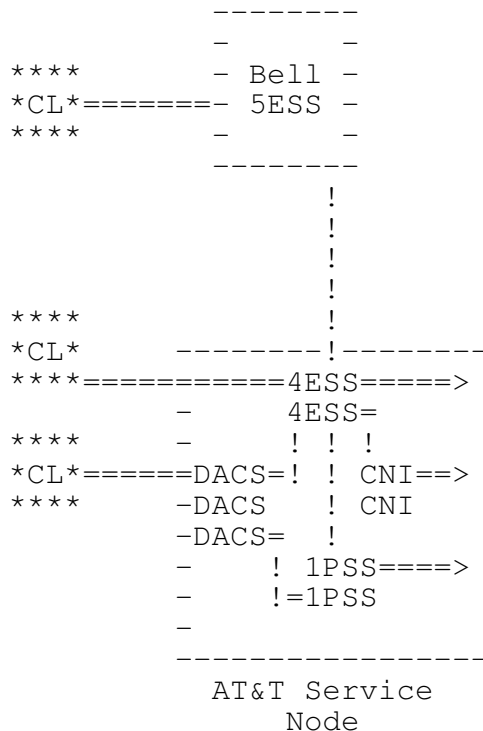 --------
          -      -
****      - Bell -
*CL*=======- 5ESS -
****      -      -
          --------
                !
                !
                !
                !
****            !
*CL*     --------!--------
****===========4ESS=====>
         -     4ESS=
****     -     ! ! !
*CL*======DACS=! ! CNI==>
****     -DACS   ! CNI
         -DACS=  !
         -    ! 1PSS====>
         -    !=1PSS
         -
         -----------------
           AT&T Service
               Node